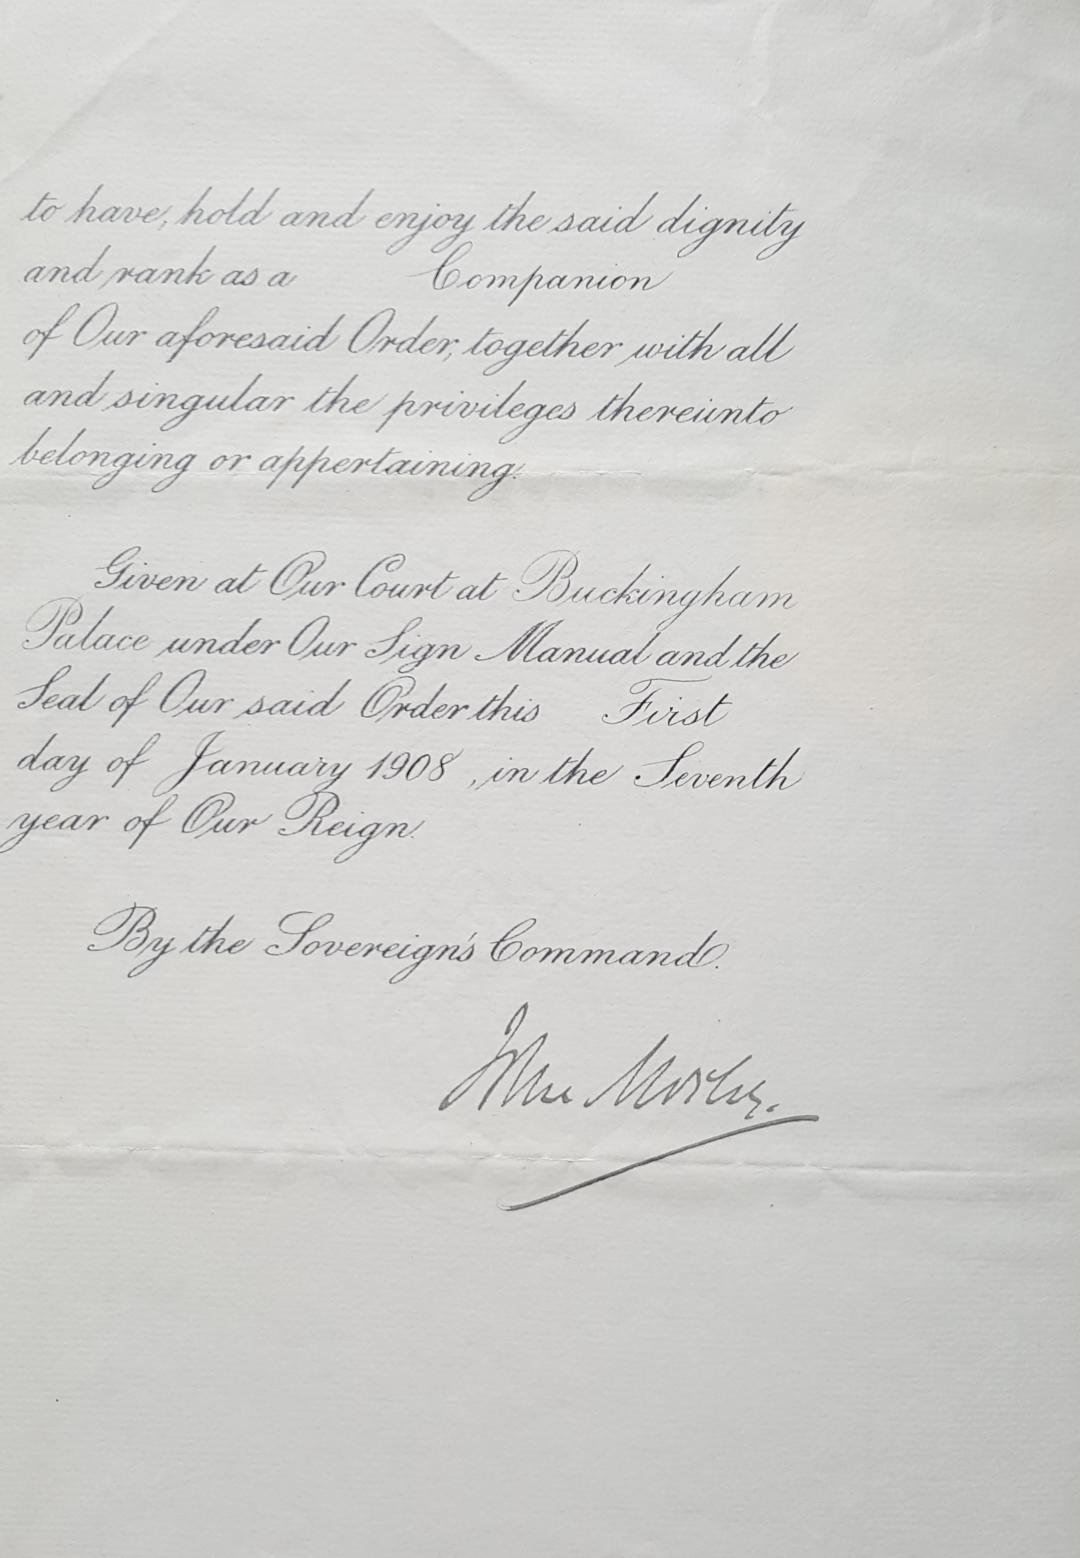 to have, hold and enjoy the said dignity
and rank as a Companion
of Our aforesaid Order, together with all
and singular the privileges thereunto
belonging or appertaining.
Given at Our Court at Buckingham
Palace under Our Sign Manual and the
Seal of Our said Order this First
day of January 1908, in the Seventh
year of Our Reign.
By the Sovereign's Command.
John Morley.